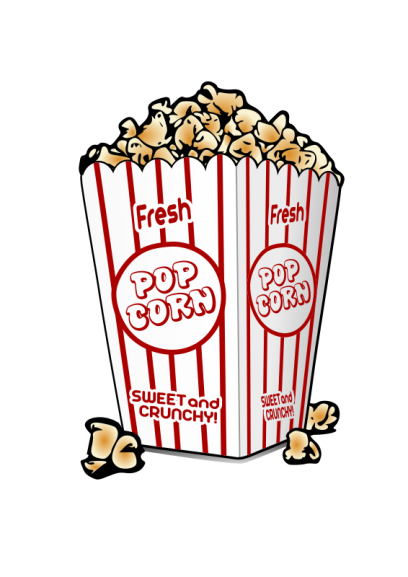 Fresh
POP
CORN
SWEET and
CRUNCHY!
Fresh
POP
CORN
SWEET and
CRUNCHY!